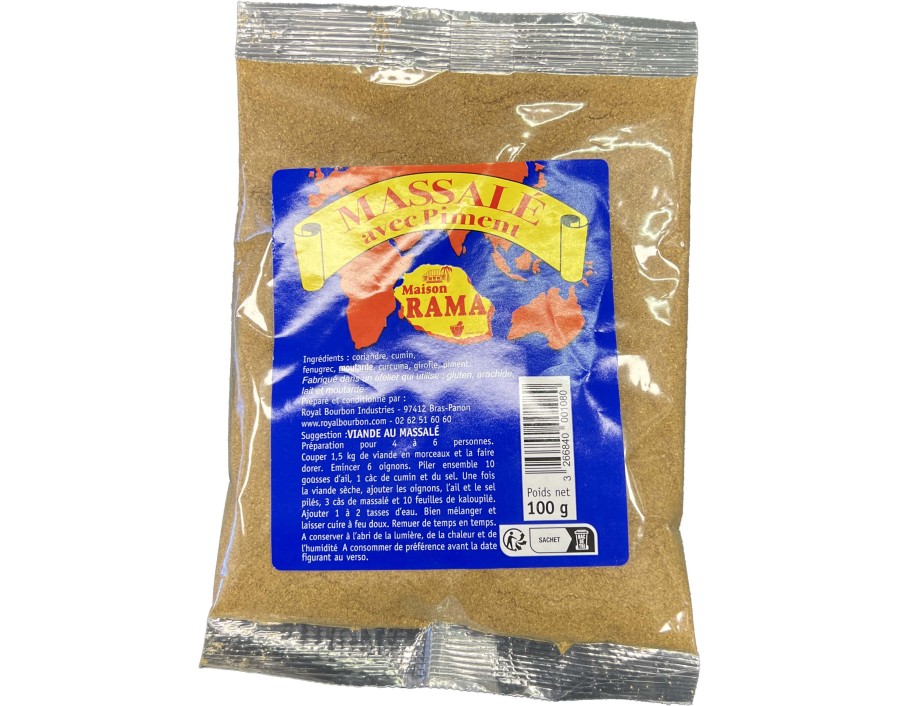 MASSALE
avec Piment
Maison
RAMA
Ingrédients : coriandre, cumin,
fenugrec, moutarde, curcuma, girofle, piment.
Fabriqué dans un atelier qui utilise : gluten, arachide,
lait et moutarde
Préparé et conditionné par :
Royal Bourbon Industries - 97412 Bras-Panon
www.royalbourbon.com - 02 62 51 60 60
Suggestion :VIANDE AU MASSALÉ
Préparation pour 4 à 6 personnes.
Couper 1,5 kg de viande en morceaux et la faire
dorer. Emincer 6 oignons. Piler ensemble 10
gousses d'ail, 1 càc de cumin et du sel. Une fois
la viande sèche, ajouter les oignons, l'ail et le sel
pilés, 3 càs de massalé et 10 feuilles de kaloupilé.
Ajouter 1 à 2 tasses d'eau. Bien mélanger et
laisser cuire à feu doux. Remuer de temps en temps.
A conserver à l'abri de la lumière, de la chaleur et de
l'humidité A consommer de préférence avant la date
figurant au verso.
3 266840 001080
Poids net
100 g
SACHET
BAC
DE
TRI